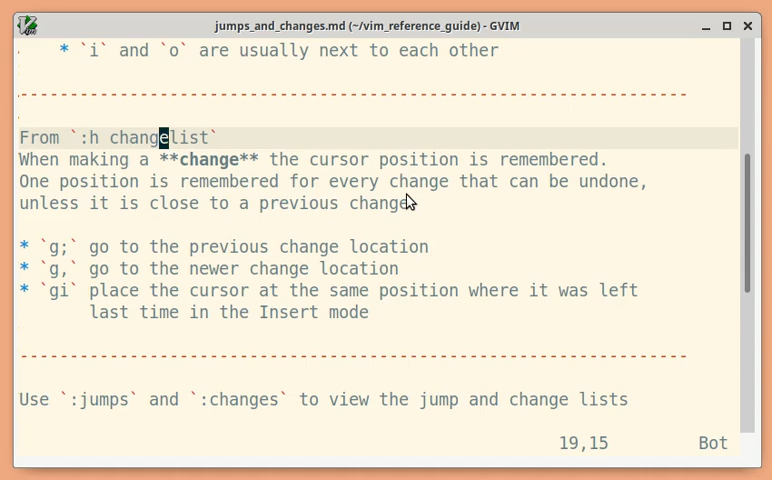 jumps_and_changes.md (~/vim_reference_guide) - GVIM
* `i` and `o` are usually next to each other
--------------------------------------------------------------------
From `:h changelist`
When making a **change** the cursor position is remembered.
One position is remembered for every change that can be undone,
unless it is close to a previous change.
* `g;` go to the previous change location
* `g,` go to the newer change location
* `gi` place the cursor at the same position where it was left
last time in the Insert mode
--------------------------------------------------------------------
Use `:jumps` and `:changes` to view the jump and change lists
19,15 Bot